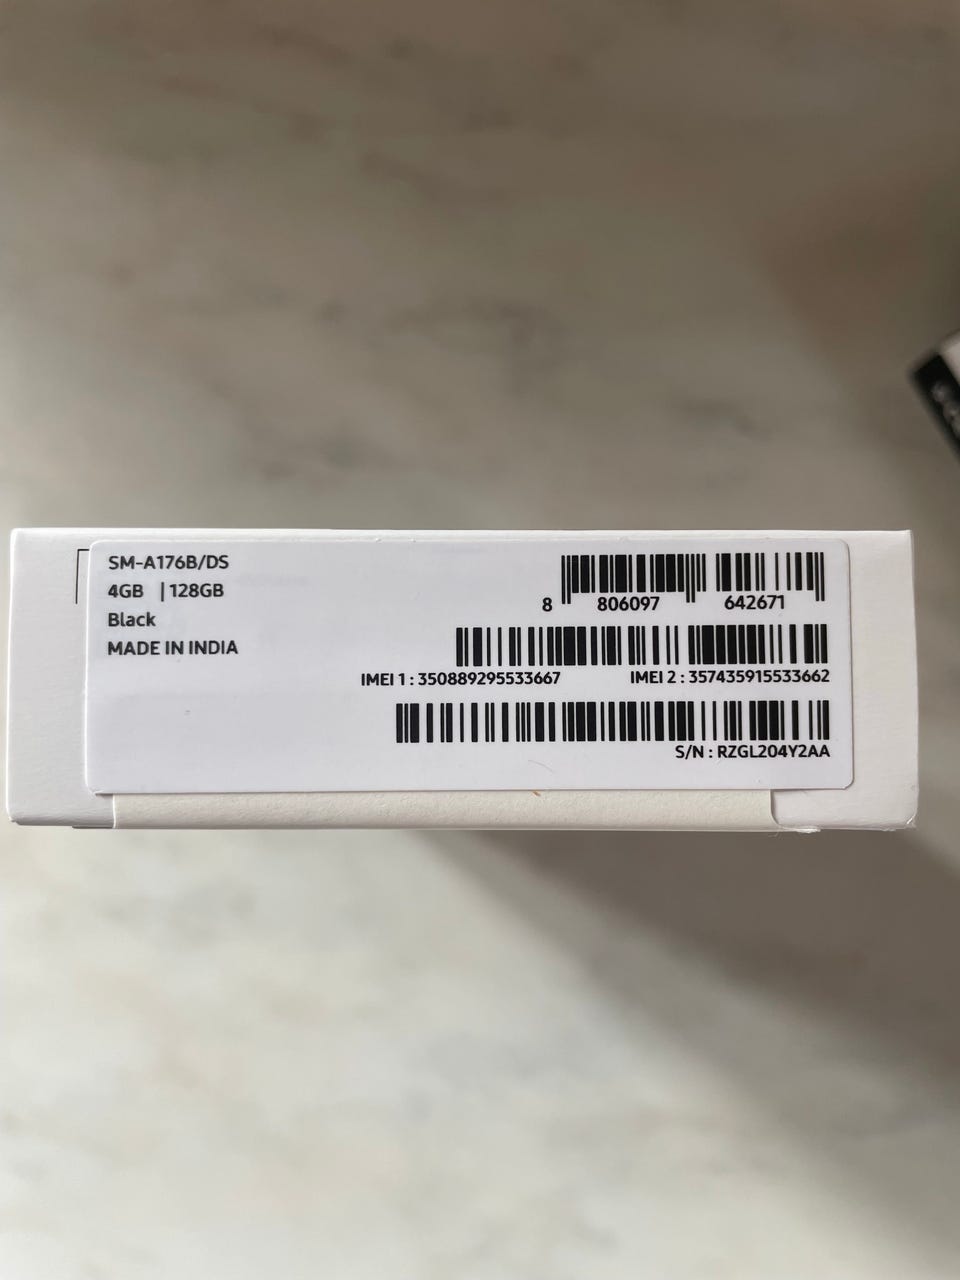 SM-A176B/DS
4GB | 128GB
Black
MADE IN INDIA
8 806097 642671
IMEI 1 : 350889295533667 IMEI 2 : 357435915533662
S/N : RZGL204Y2AA